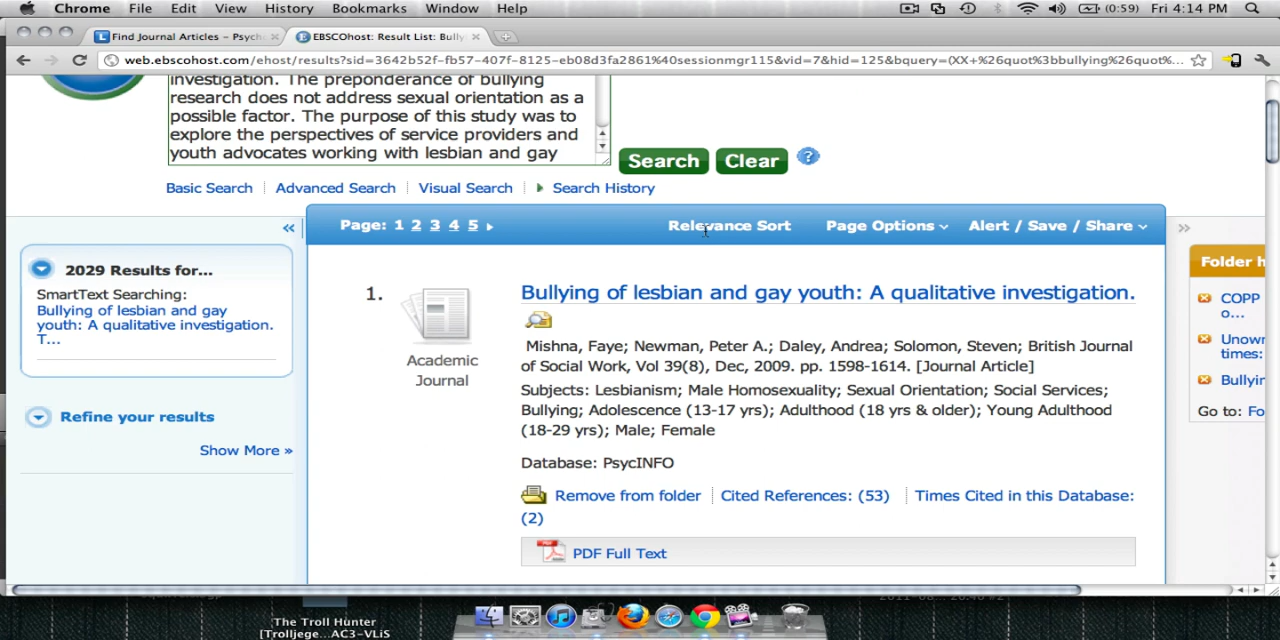 Chrome File Edit View History Bookmarks Window Help (0:59) Fri 4:14 PM
Find Journal Articles – Psych
EBSCOhost: Result List: Bully
web.ebscohost.com/ehost/results?sid=3642b52f-fb57-407f-8125-eb08d3fa2861%40sessionmgr115&vid=7&hid=125&bquery=(XX+%26quot%3bbullying%26quot%...
investigation. The preponderance of bullying
research does not address sexual orientation as a
possible factor. The purpose of this study was to
explore the perspectives of service providers and
youth advocates working with lesbian and gay
Search Clear ?
Basic Search Advanced Search Visual Search Search History
Page: 1 2 3 4 5 Relevance Sort Page Options Alert / Save / Share
«
»
2029 Results for...
SmartText Searching:
Bullying of lesbian and gay
youth: A qualitative investigation.
T...
Refine your results
Show More »
1.
Academic
Journal
Bullying of lesbian and gay youth: A qualitative investigation.
Mishna, Faye; Newman, Peter A.; Daley, Andrea; Solomon, Steven; British Journal
of Social Work, Vol 39(8), Dec, 2009. pp. 1598-1614. [Journal Article]
Subjects: Lesbianism; Male Homosexuality; Sexual Orientation; Social Services;
Bullying; Adolescence (13-17 yrs); Adulthood (18 yrs & older); Young Adulthood
(18-29 yrs); Male; Female
Database: PsycINFO
Remove from folder Cited References: (53) Times Cited in this Database:
(2)
PDF Full Text
Folder h
COPP
o...
Unown
times:
Bullyin
Go to: Fo
The Troll Hunter
[Trolljege...AC3-VLiS